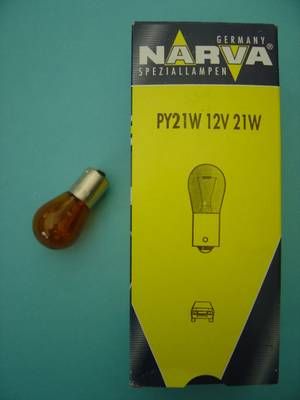 GERMANY
NARVA
SPEZIALLAMPEN
PY21W 12V 21W